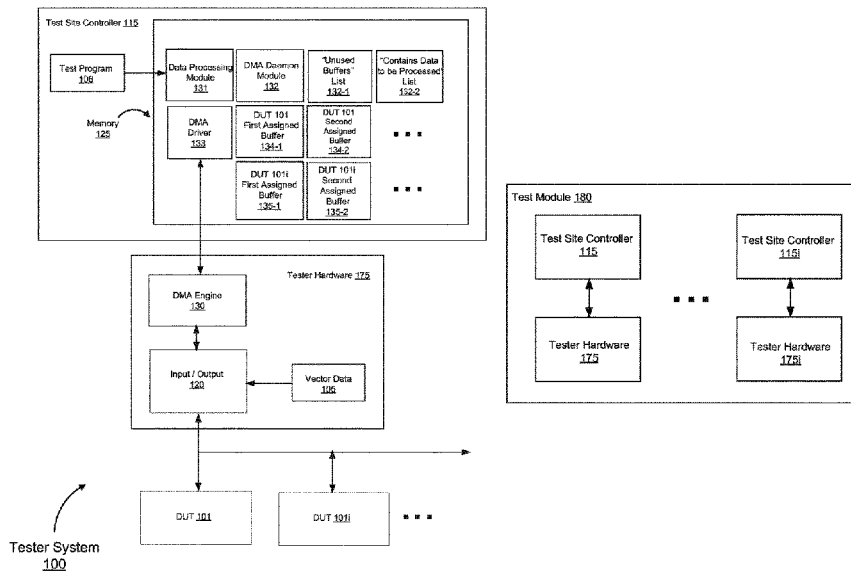 Test Site Controller 115
Test Program
106
Memory
125
Data Processing
Module
131
DMA Daemon
Module
132
"Unused
Buffers"
List
132-1
"Contains Data
to be Processed"
List
132-2
DMA
Driver
133
DUT 101
First Assigned
Buffer
134-1
DUT 101
Second
Assigned
Buffer
134-2
DUT 101i
First Assigned
Buffer
135-1
DUT 101i
Second
Assigned
Buffer
135-2
Tester Hardware 175
DMA Engine
130
Input / Output
120
Vector Data
105
DUT 101
DUT 101i
Tester System
100
Test Module 180
Test Site Controller
115
Test Site Controller
115i
Tester Hardware
175
Tester Hardware
175i